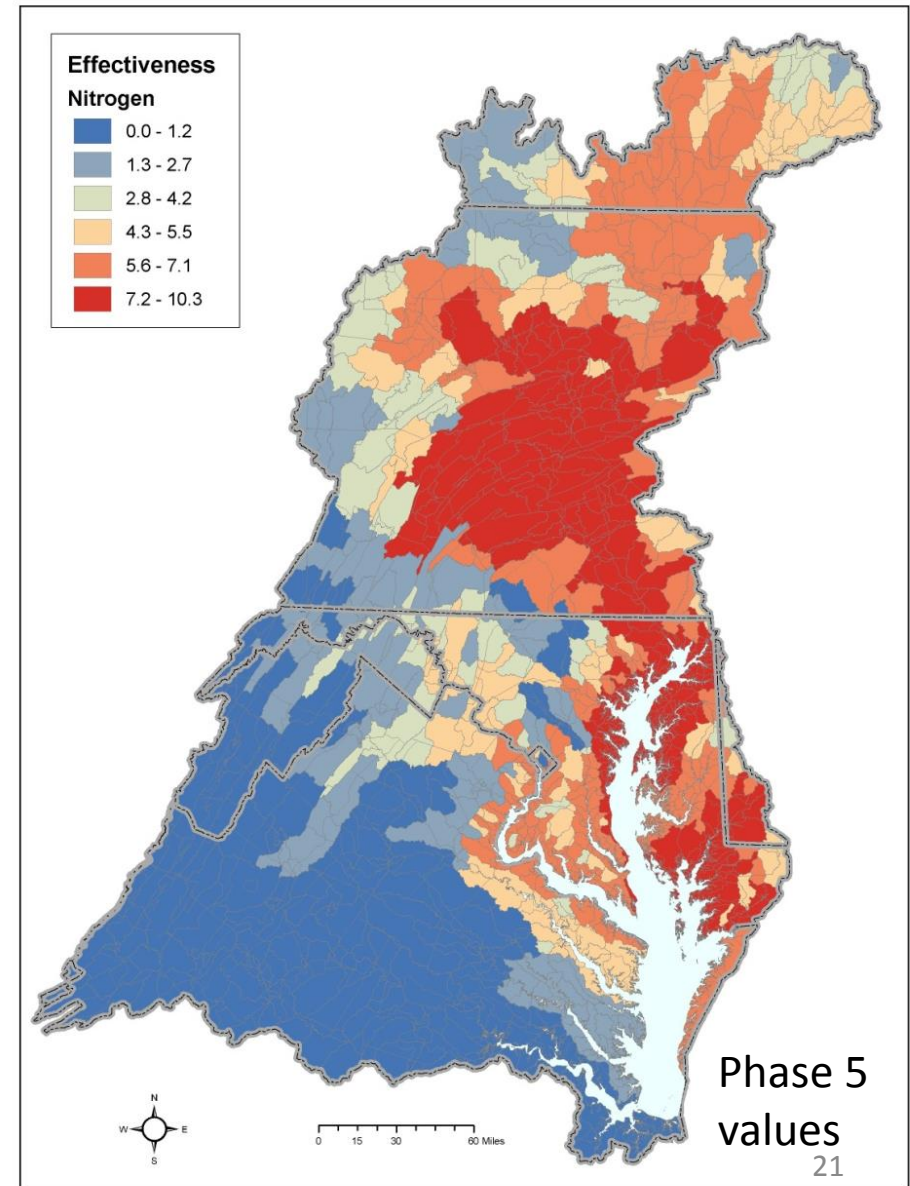 Effectiveness
Nitrogen
0.0 - 1.2
1.3 - 2.7
2.8 - 4.2
4.3 - 5.5
5.6 - 7.1
7.2 - 10.3
N
W E
S
0 15 30 60 Miles
Phase 5
values
21